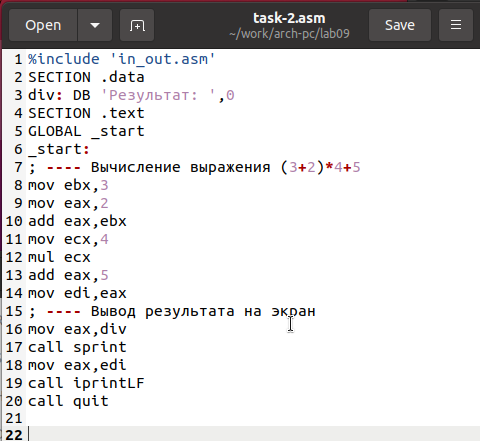 Open
task-2.asm
~/work/arch-pc/lab09
Save
1 %include 'in_out.asm'
2 SECTION .data
3 div: DB 'Результат: ',0
4 SECTION .text
5 GLOBAL _start
6 _start:
7 ; ---- Вычисление выражения (3+2)*4+5
8 mov ebx,3
9 mov eax,2
10 add eax,ebx
11 mov ecx,4
12 mul ecx
13 add eax,5
14 mov edi,eax
15 ; ---- Вывод результата на экран
16 mov eax,div
17 call sprint
18 mov eax,edi
19 call iprintLF
20 call quit
21
22